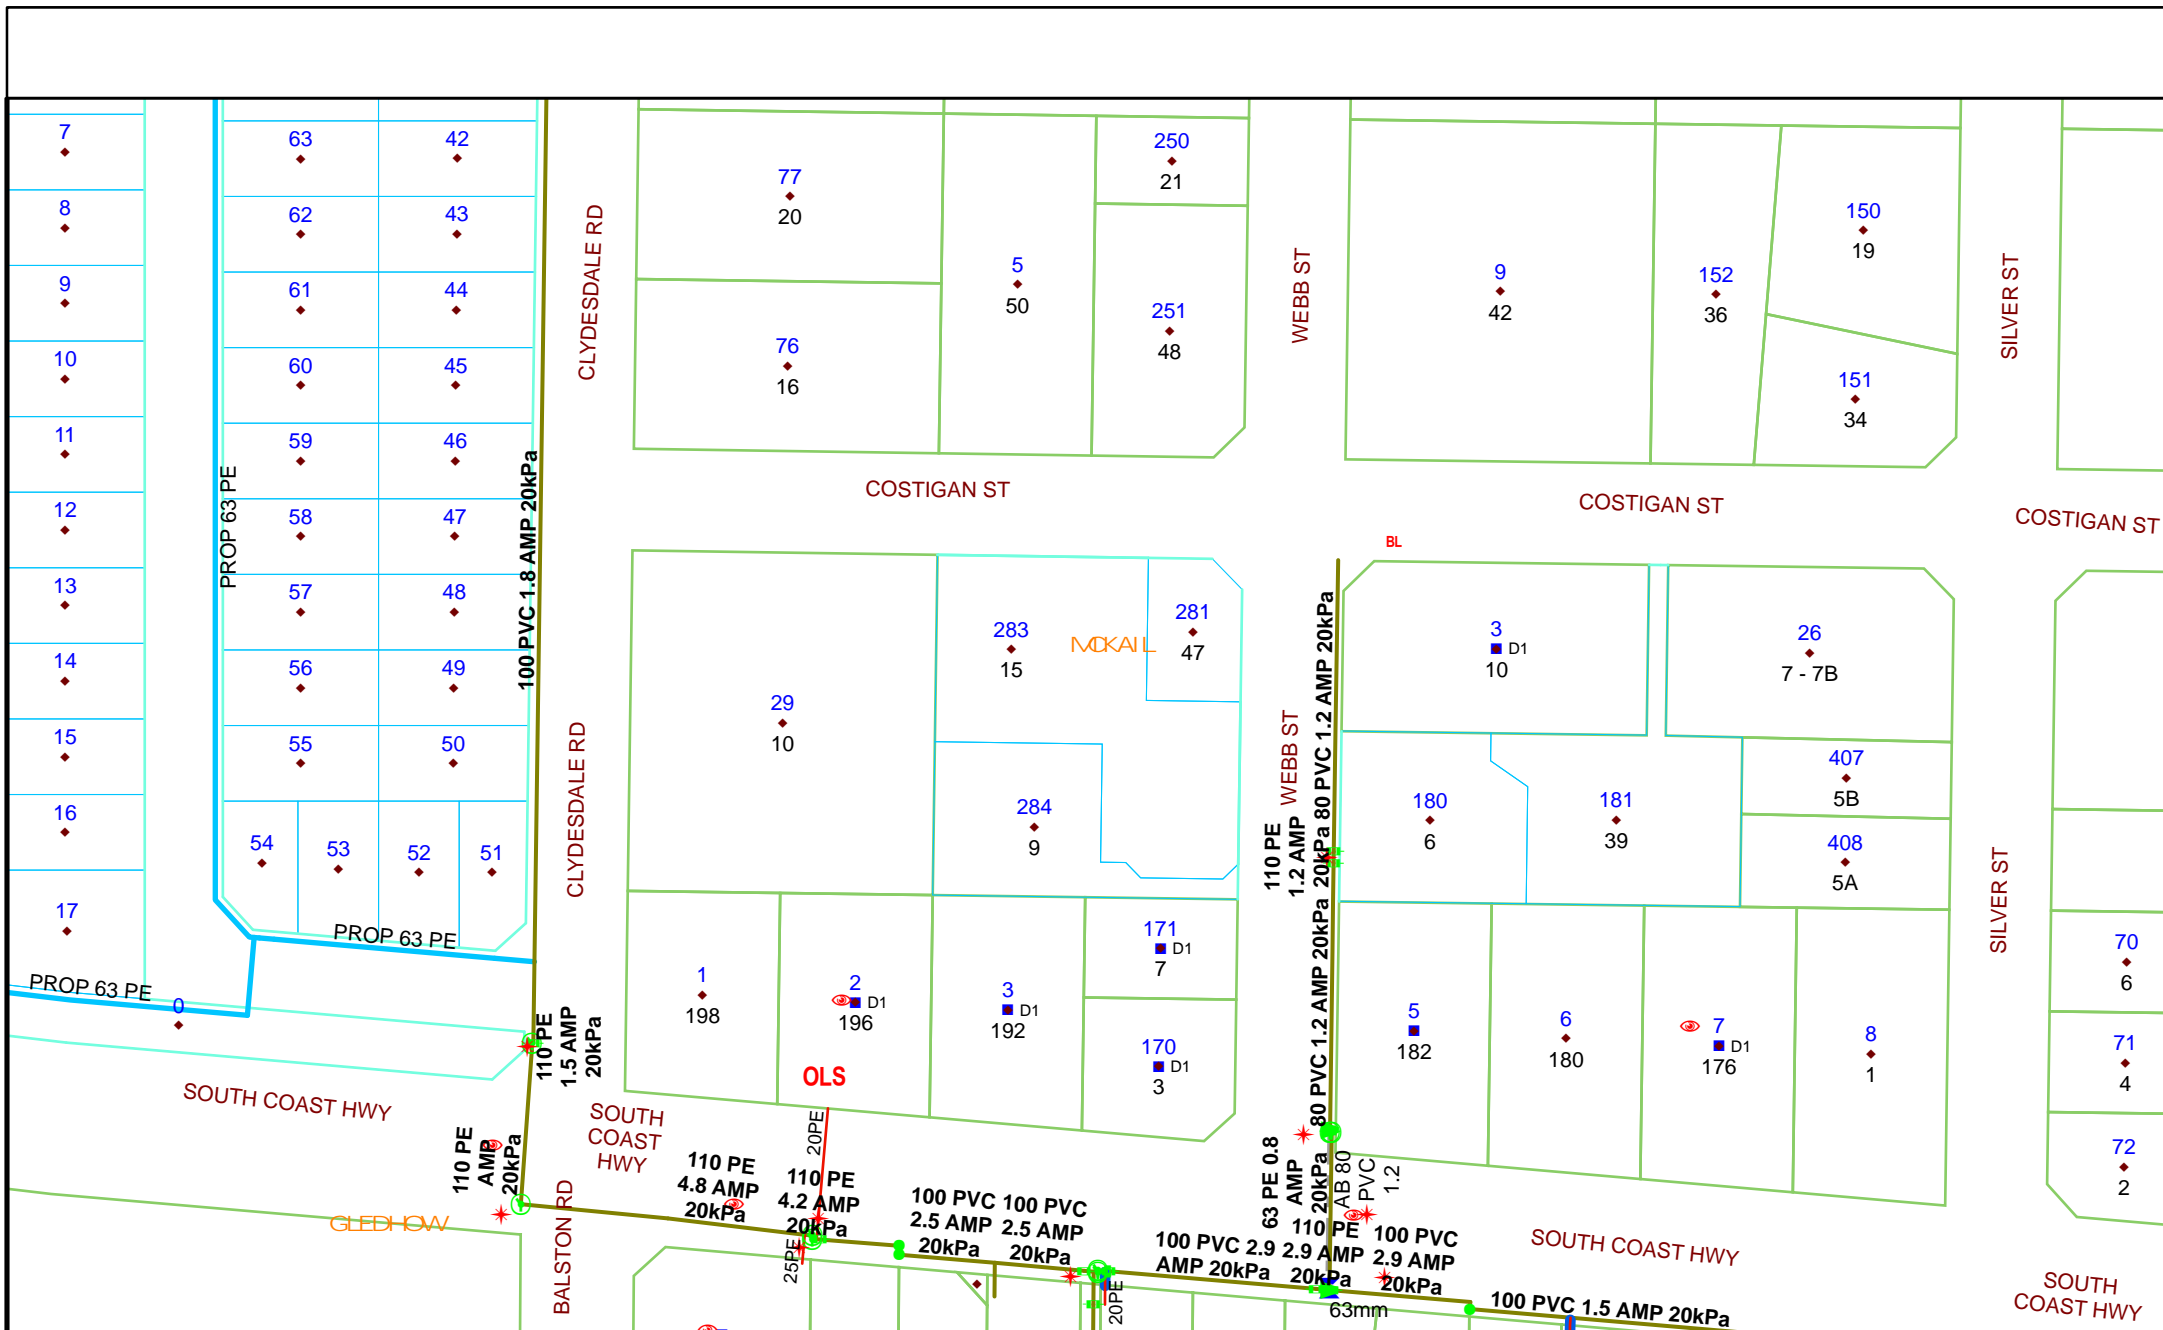 7
63
42
77
20
250
21
150
19
8
62
43
5
50
251
48
9
42
152
36
9
61
44
76
16
151
34
10
60
45
11
59
46
12
58
47
13
57
48
14
56
49
15
55
50
16
54
53
52
51
17
0
CLYDESDALE RD
WEBB ST
SILVER ST
COSTIGAN ST
COSTIGAN ST
COSTIGAN ST
PROP 63 PE
100 PVC 1.8 AMP 20kPa
BL
29
10
283
15
MCKAIL
281
47
284
9
3
D1
10
26
7 - 7B
180
6
181
39
407
5B
408
5A
CLYDESDALE RD
WEBB ST
SILVER ST
110 PE
1.2 AMP
20kPa
80 PVC 1.2 AMP 20kPa
80 PVC 1.2 AMP 20kPa
PROP 63 PE
PROP 63 PE
1
198
2
D1
196
3
D1
192
171
D1
7
170
D1
3
5
182
6
180
7
D1
176
8
1
70
6
71
4
72
2
110 PE
1.5 AMP
20kPa
OLS
SOUTH COAST HWY
SOUTH
COAST
HWY
110 PE
AMP
20kPa
GLEDHOW
BALSTON RD
20PE
110 PE
4.8 AMP
20kPa
110 PE
4.2 AMP
20kPa
25PE
100 PVC
2.5 AMP
20kPa
100 PVC
2.5 AMP
20kPa
20PE
63 PE 0.8
AMP
20kPa
AB 80
PVC
1.2
100 PVC 2.9
AMP 20kPa
110 PE
2.9 AMP
20kPa
100 PVC
2.9 AMP
20kPa
63mm
100 PVC 1.5 AMP 20kPa
SOUTH COAST HWY
SOUTH
COAST HWY